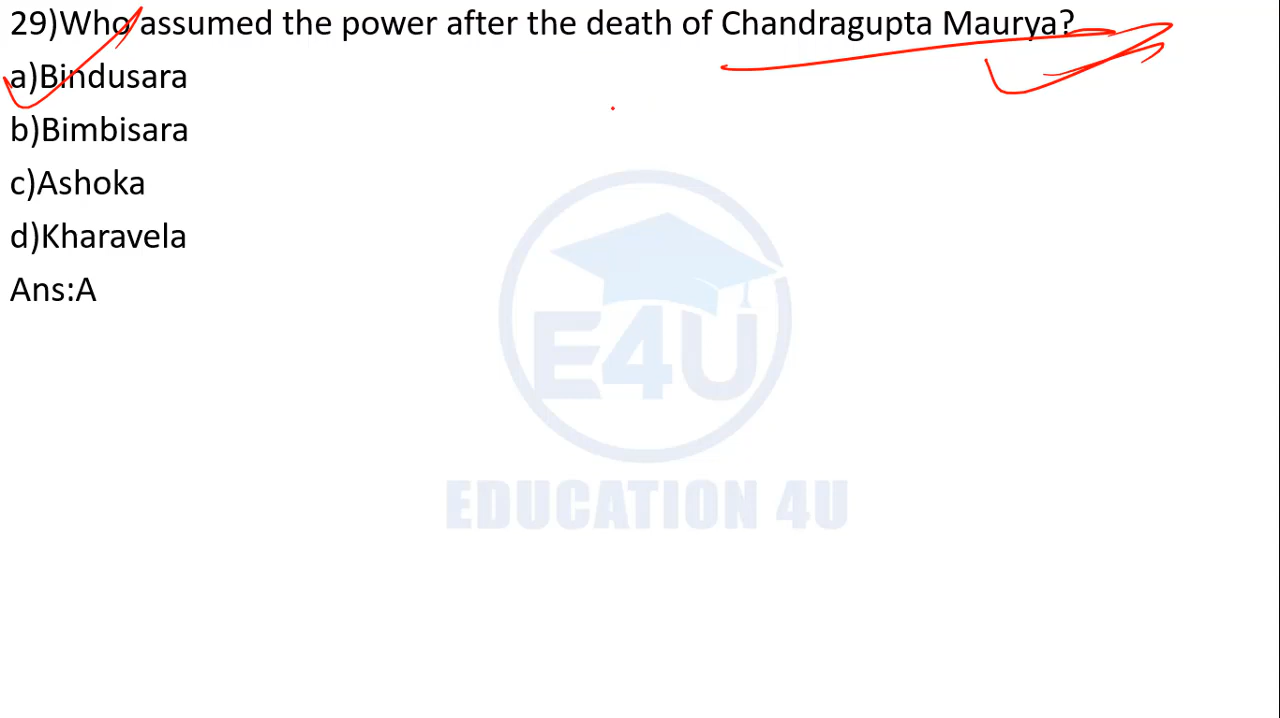 29)Who assumed the power after the death of Chandragupta Maurya?
a)Bindusara
b)Bimbisara
c)Ashoka
d)Kharavela
Ans:A
E4U
EDUCATION 4U